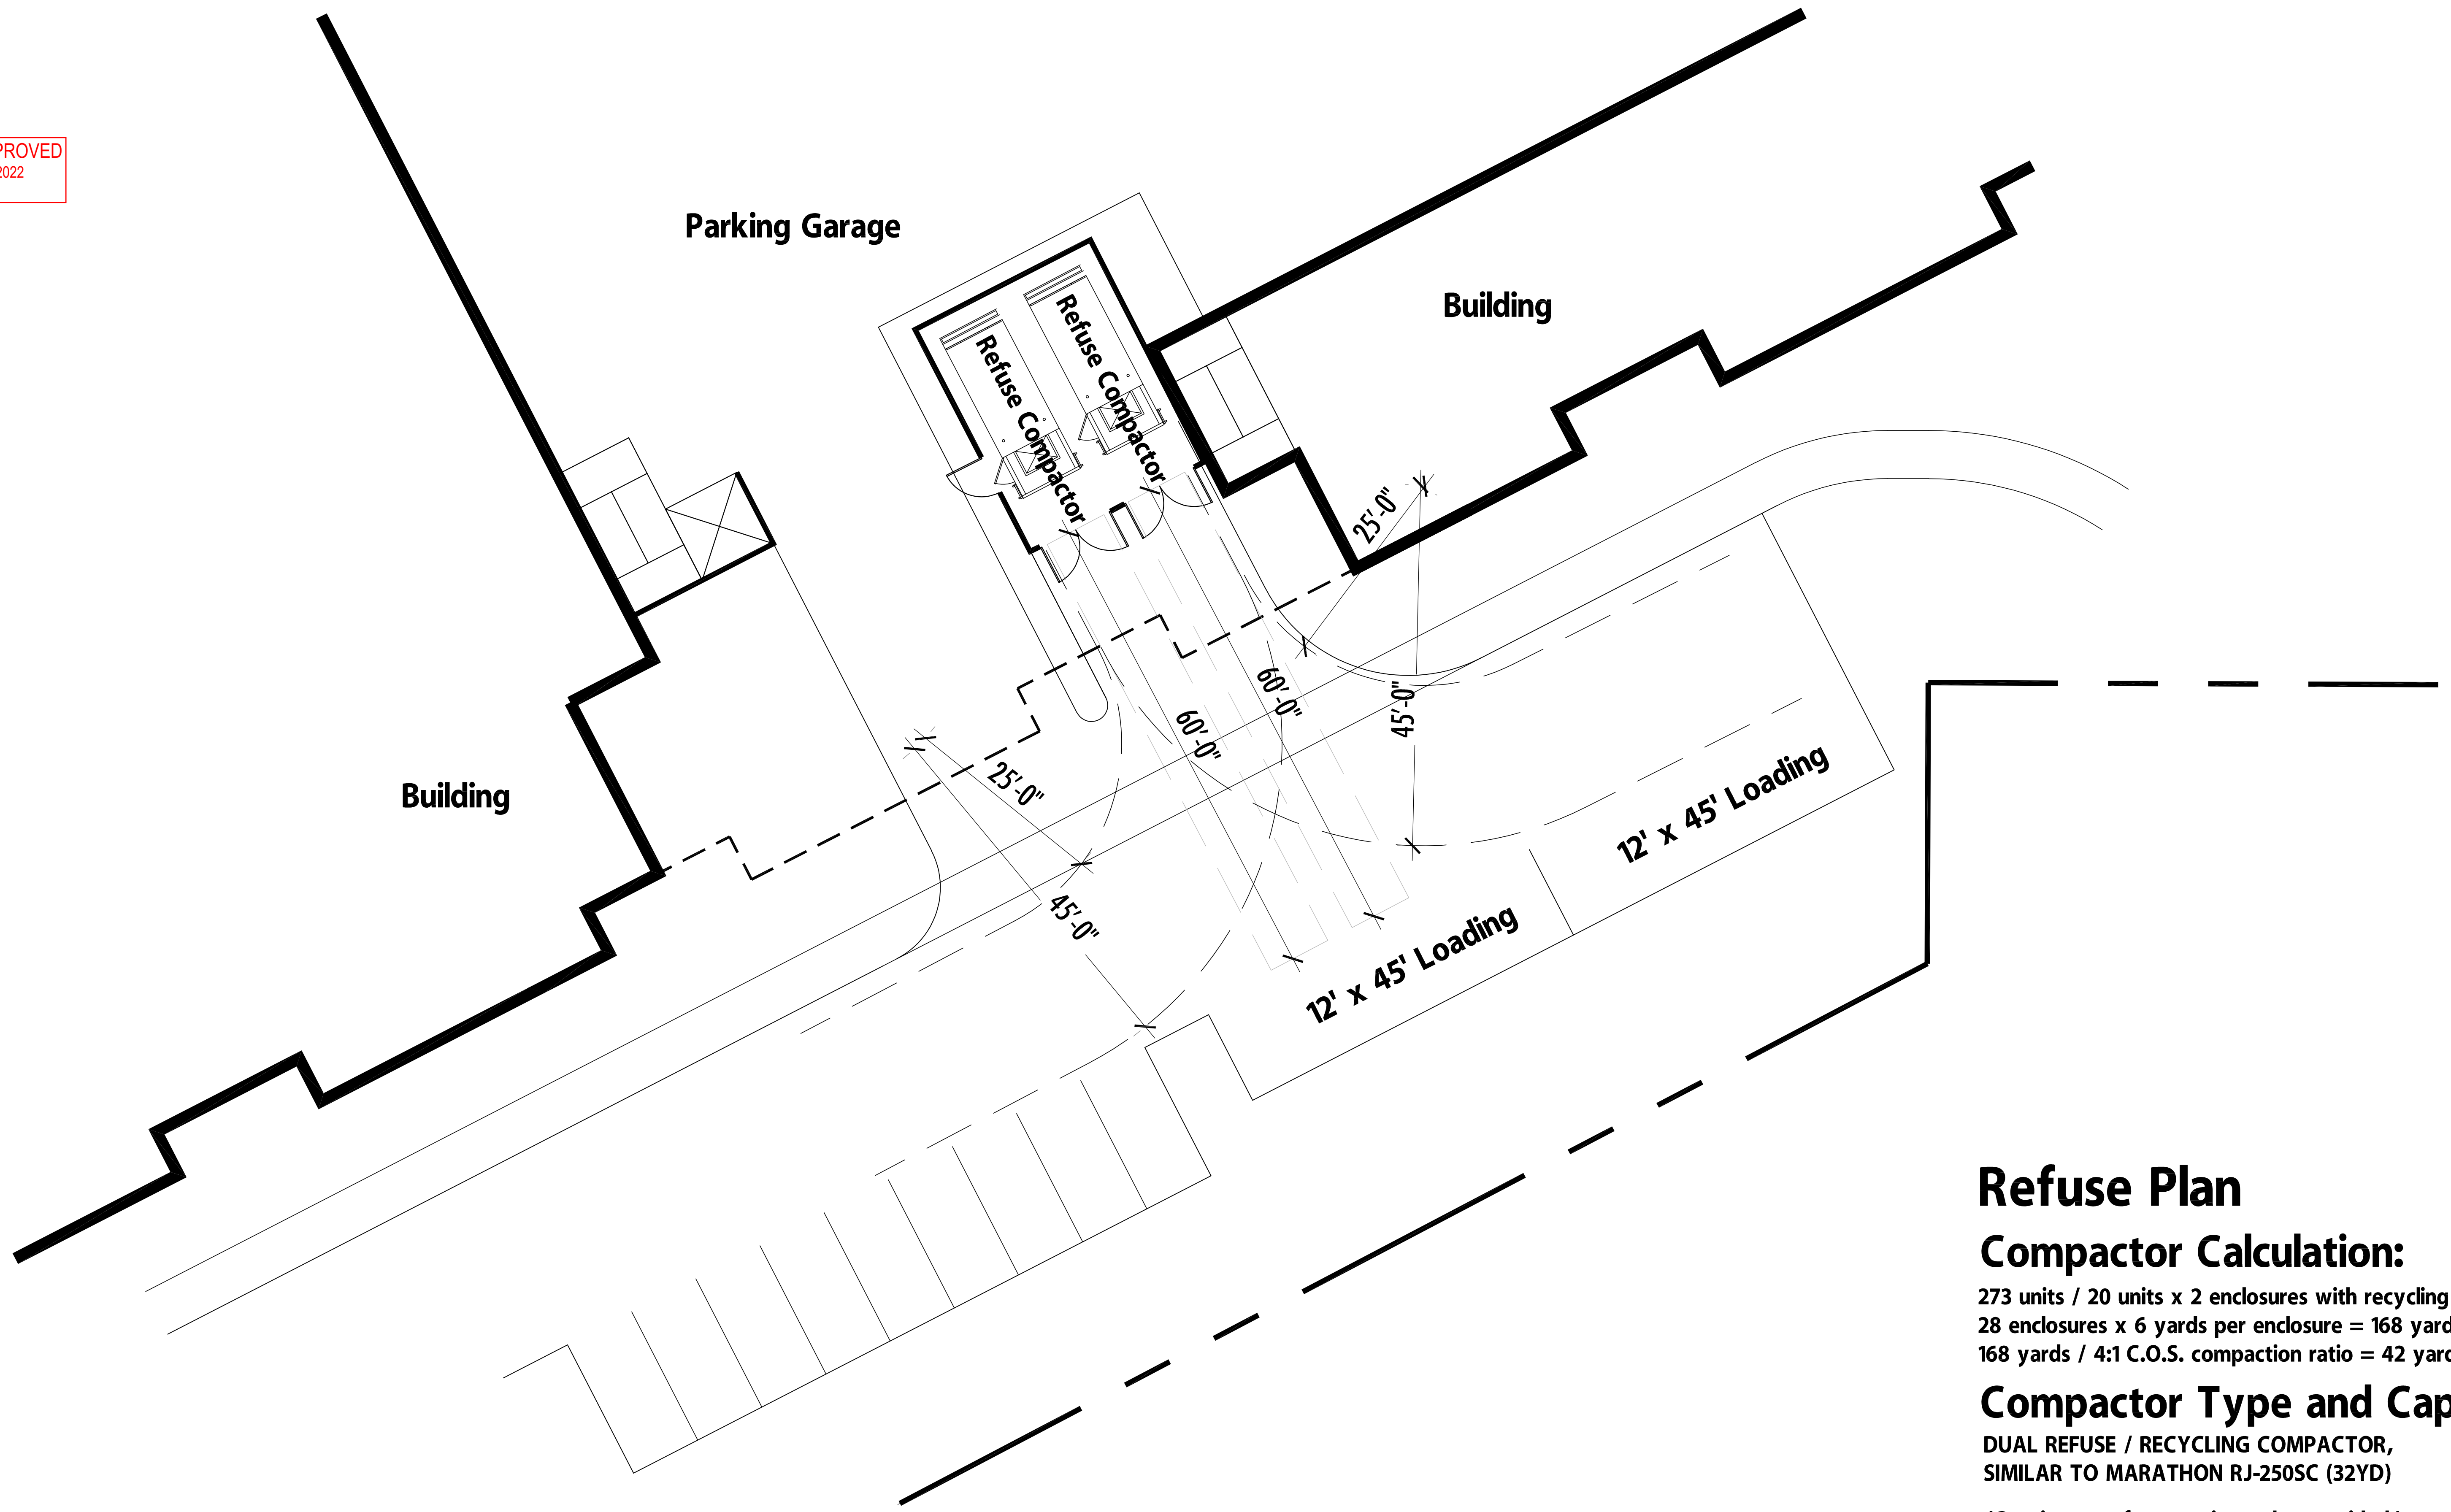 PROVED
2022
Parking Garage
Building
Refuse Compactor
Refuse Compactor
25'-0"
60'-0"
60'-0"
45'-0"
25'-0"
45'-0"
Building
12' x 45' Loading
12' x 45' Loading
Refuse Plan
Compactor Calculation:
273 units / 20 units x 2 enclosures with recycling
28 enclosures x 6 yards per enclosure = 168 yard
168 yards / 4:1 C.O.S. compaction ratio = 42 yard
Compactor Type and Cap
DUAL REFUSE / RECYCLING COMPACTOR,
SIMILAR TO MARATHON RJ-250SC (32YD)